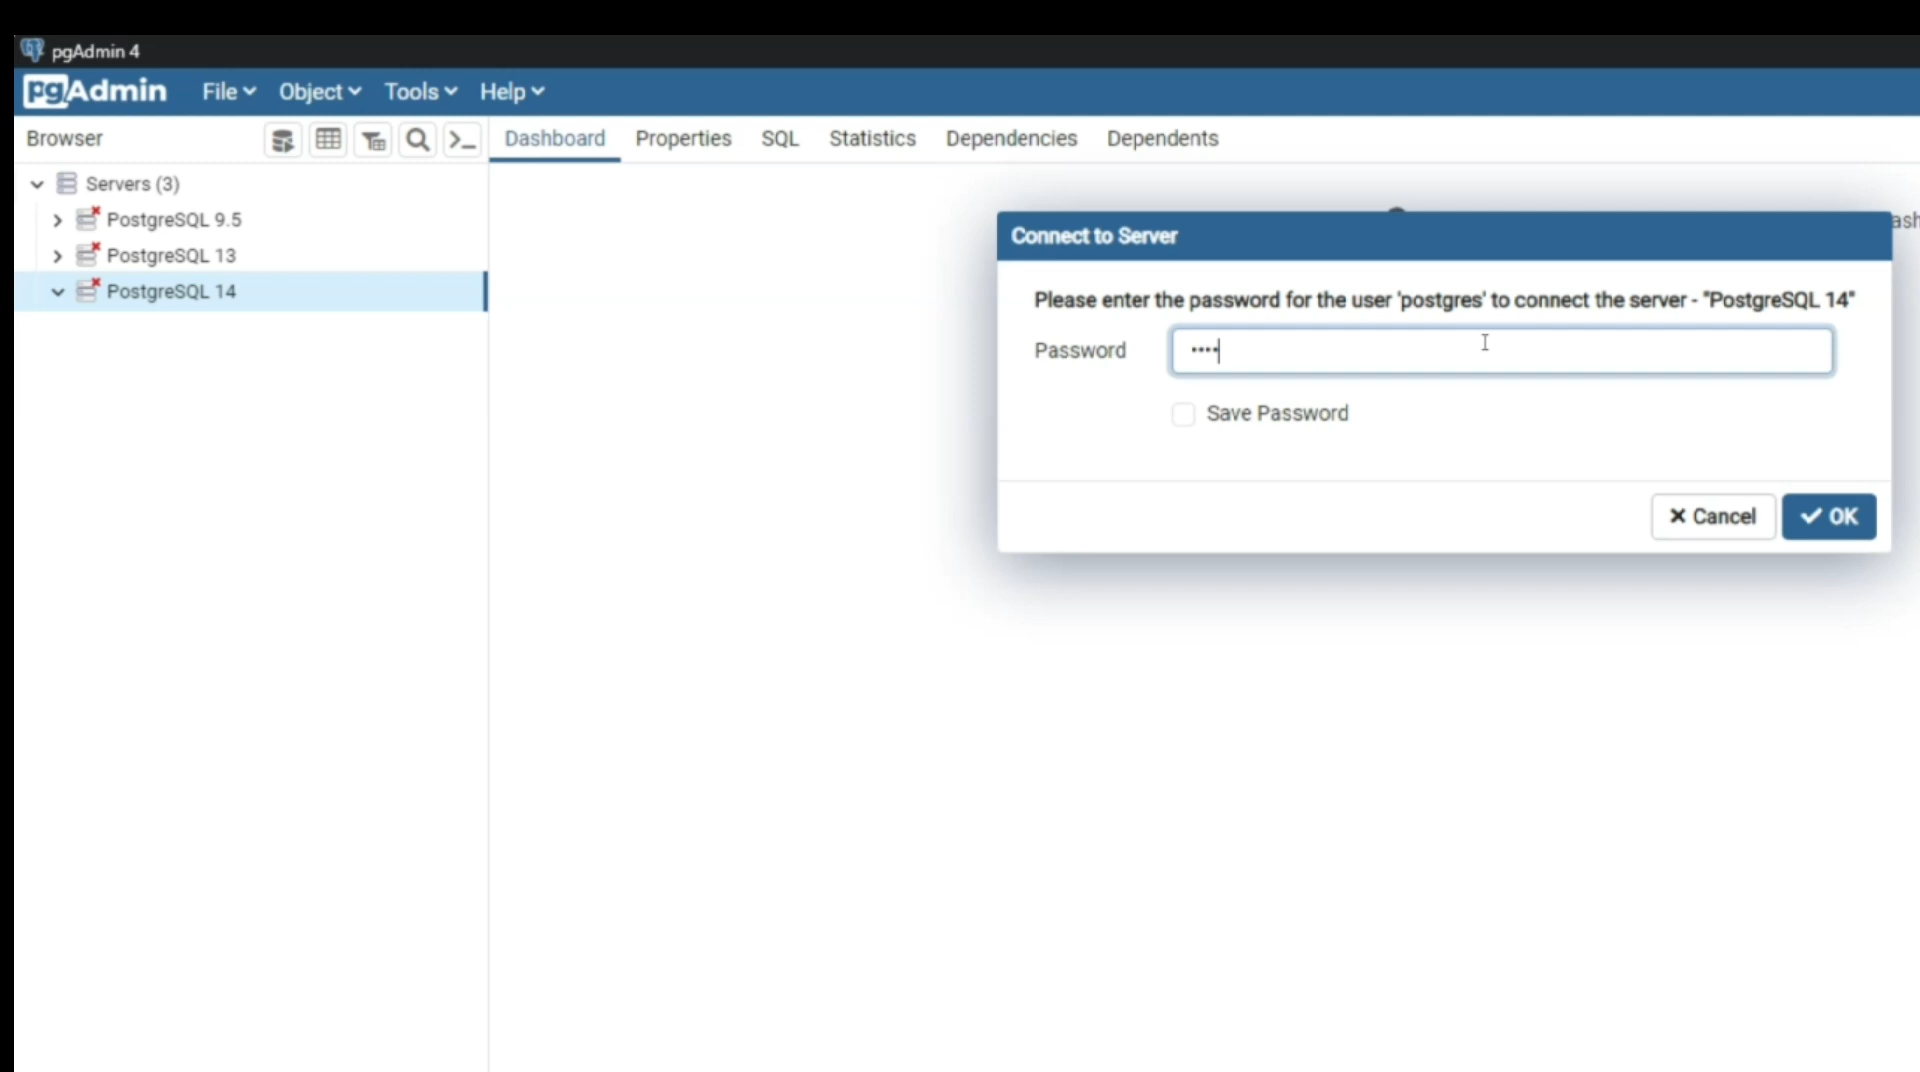 pgAdmin 4
pgAdmin File Object Tools Help
Browser Dashboard Properties SQL Statistics Dependencies Dependents
Servers (3)
PostgreSQL 9.5
PostgreSQL 13
PostgreSQL 14
Connect to Server
Please enter the password for the user 'postgres' to connect the server - "PostgreSQL 14"
Password ····
Save Password
Cancel OK